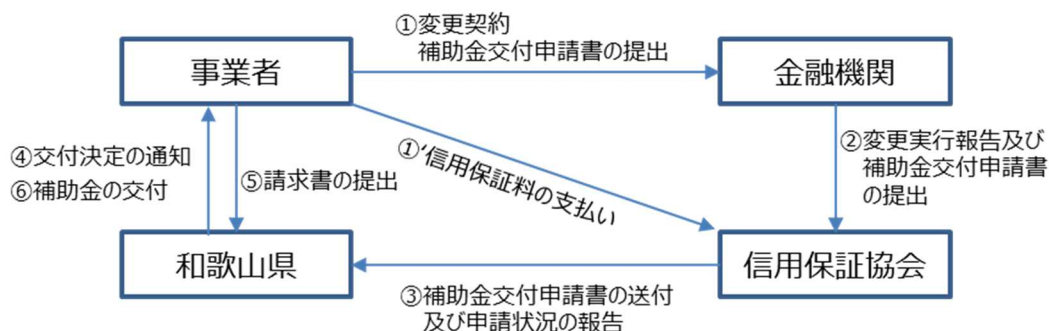 ①変更契約
補助金交付申請書の提出
事業者
金融機関
④交付決定の通知
⑥補助金の交付
⑤請求書の提出
①‘信用保証料の支払い
②変更実行報告及び
補助金交付申請書
の提出
和歌山県
信用保証協会
③補助金交付申請書の送付
及び申請状況の報告